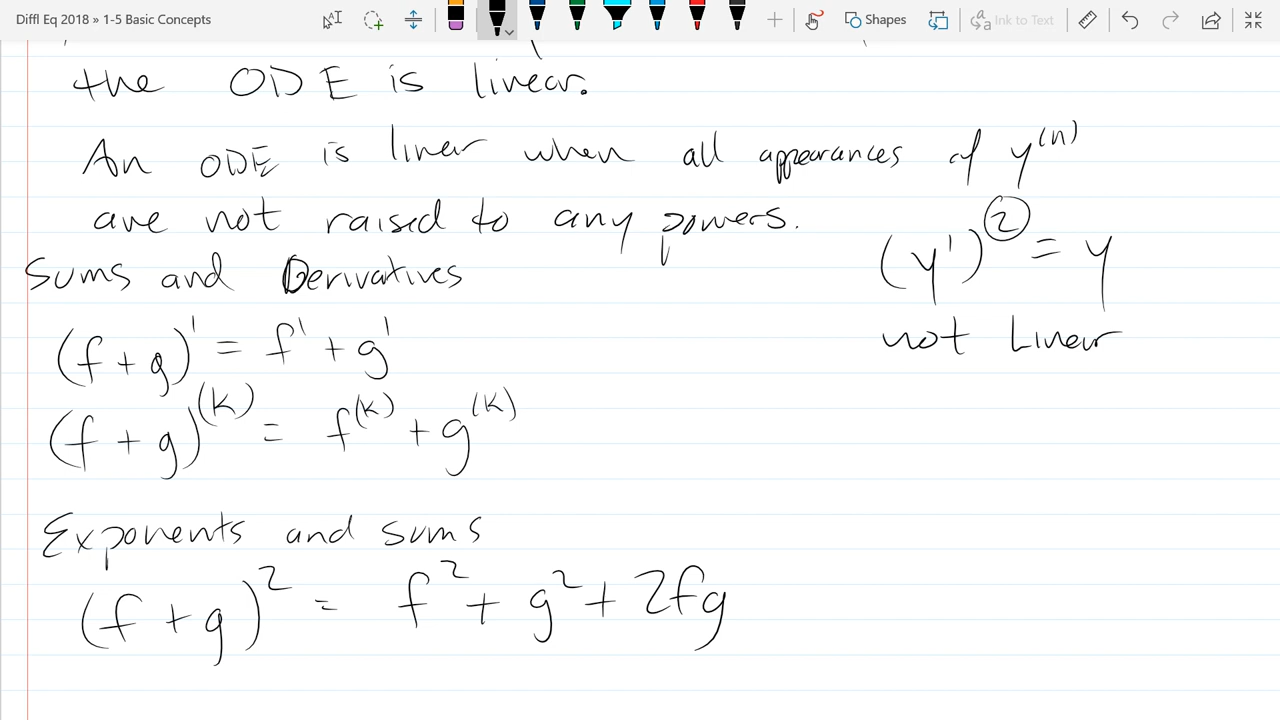 Diffl Eq 2018 » 1-5 Basic Concepts
Shapes
Ink to Text
the ODE is linear.
An ODE is linear when all appearances of y^(n)
are not raised to any powers.
(y')^2 = y
not Linear
Sums and Derivatives
(f+g)' = f' + g'
(f+g)^(k) = f^(k) + g^(k)
Exponents and sums
(f+g)^2 = f^2 + g^2 + 2fg